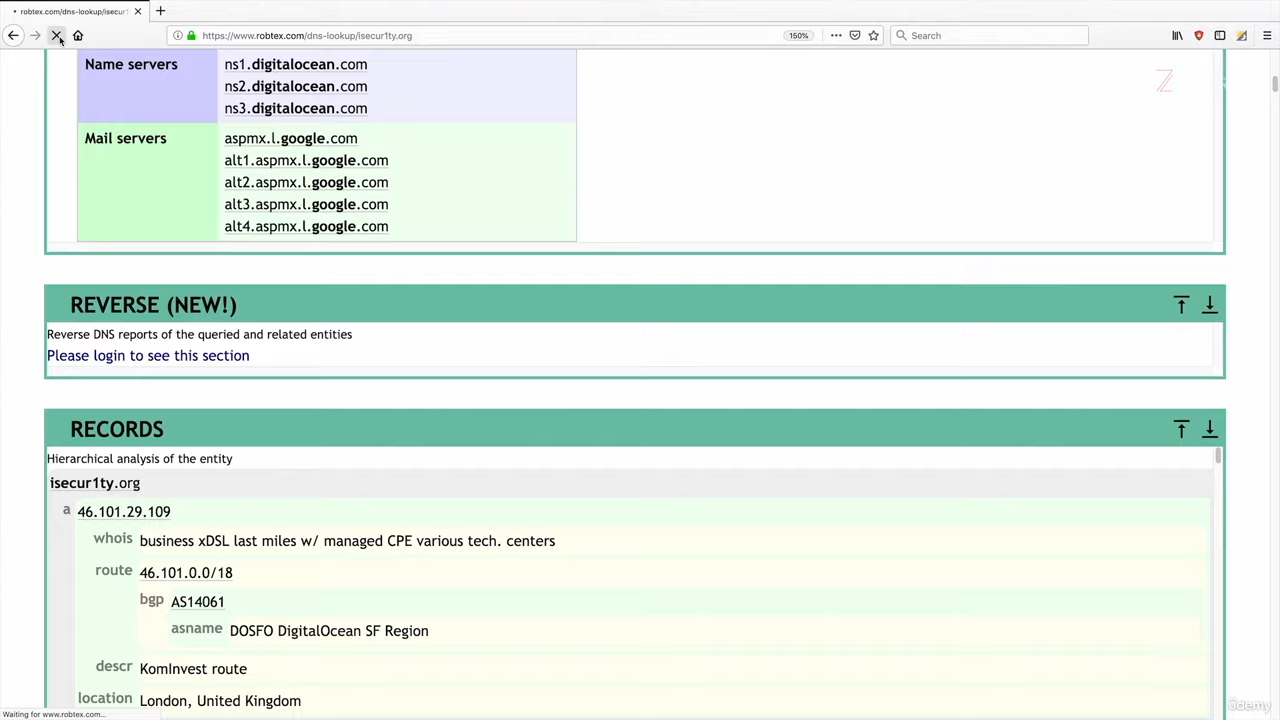 robtex.com/dns-lookup/isecur1
https://www.robtex.com/dns-lookup/isecur1ty.org
150%
Search
Name servers
ns1.digitalocean.com
ns2.digitalocean.com
ns3.digitalocean.com
Mail servers
aspmx.l.google.com
alt1.aspmx.l.google.com
alt2.aspmx.l.google.com
alt3.aspmx.l.google.com
alt4.aspmx.l.google.com
REVERSE (NEW!)
Reverse DNS reports of the queried and related entities
Please login to see this section
RECORDS
Hierarchical analysis of the entity
isecur1ty.org
a 46.101.29.109
whois business xDSL last miles w/ managed CPE various tech. centers
route 46.101.0.0/18
bgp AS14061
asname DOSFO DigitalOcean SF Region
descr KomInvest route
location London, United Kingdom
Waiting for www.robtex.com...
ûdemy